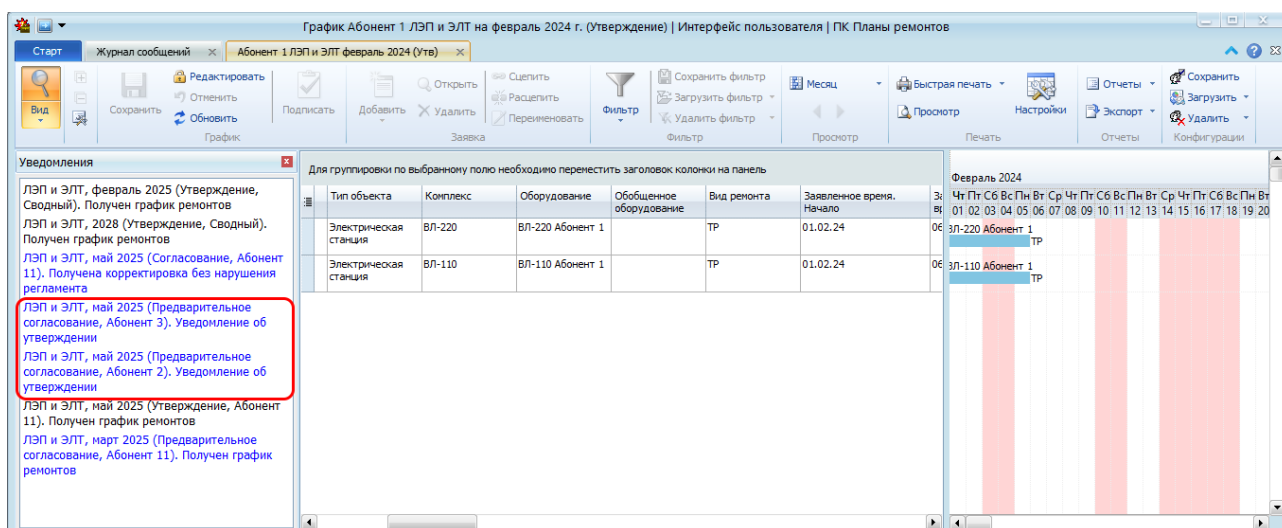 График Абонент 1 ЛЭП и ЭЛТ на февраль 2024 г. (Утверждение) | Интерфейс пользователя | ПК Планы ремонтов
Старт Журнал сообщений Абонент 1 ЛЭП и ЭЛТ февраль 2024 (Утв)
Вид
Сохранить
Редактировать
Отменить
Обновить
График
Подписать
Добавить
Открыть
Удалить
Сцепить
Расцепить
Переименовать
Заявка
Фильтр
Сохранить фильтр
Загрузить фильтр
Удалить фильтр
Фильтр
Месяц
Просмотр
Быстрая печать
Просмотр
Настройки
Печать
Отчеты
Экспорт
Отчеты
Сохранить
Загрузить
Удалить
Конфигурации
Уведомления
ЛЭП и ЭЛТ, февраль 2025 (Утверждение,
Сводный). Получен график ремонтов
ЛЭП и ЭЛТ, 2028 (Утверждение, Сводный).
Получен график ремонтов
ЛЭП и ЭЛТ, май 2025 (Согласование, Абонент
11). Получена корректировка без нарушения
регламента
ЛЭП и ЭЛТ, май 2025 (Предварительное
согласование, Абонент 3). Уведомление об
утверждении
ЛЭП и ЭЛТ, май 2025 (Предварительное
согласование, Абонент 2). Уведомление об
утверждении
ЛЭП и ЭЛТ, май 2025 (Утверждение, Абонент
11). Получен график ремонтов
ЛЭП и ЭЛТ, март 2025 (Предварительное
согласование, Абонент 11). Получен график
ремонтов
Для группировки по выбранному полю необходимо переместить заголовок колонки на панель
Тип объекта Комплекс Оборудование Обобщенное Вид ремонта Заявленное время. За
оборудование Начало вр
Электрическая ВЛ-220 ВЛ-220 Абонент 1 ТР 01.02.24 06
станция
Электрическая ВЛ-110 ВЛ-110 Абонент 1 ТР 01.02.24 06
станция
Февраль 2024
Чт Пт Сб Вс Пн Вт Ср Чт Пт Сб Вс Пн Вт Ср Чт Пт Сб Вс Пн Вт
01 02 03 04 05 06 07 08 09 10 11 12 13 14 15 16 17 18 19 20
ВЛ-220 Абонент 1
ТР
ВЛ-110 Абонент 1
ТР